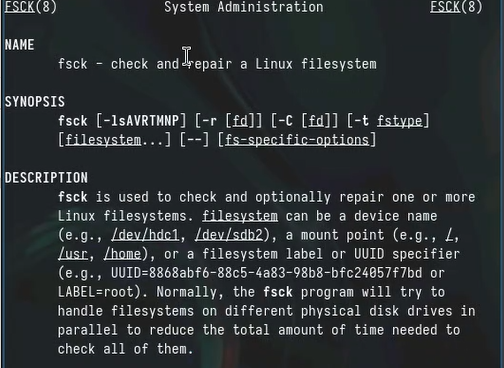 FSCK(8) System Administration FSCK(8)
NAME
fsck - check and repair a Linux filesystem
SYNOPSIS
fsck [-lsAVRTMNP] [-r [fd]] [-C [fd]] [-t fstype]
[filesystem...] [--] [fs-specific-options]
DESCRIPTION
fsck is used to check and optionally repair one or more
Linux filesystems. filesystem can be a device name
(e.g., /dev/hdc1, /dev/sdb2), a mount point (e.g., /,
/usr, /home), or a filesystem label or UUID specifier
(e.g., UUID=8868abf6-88c5-4a83-98b8-bfc24057f7bd or
LABEL=root). Normally, the fsck program will try to
handle filesystems on different physical disk drives in
parallel to reduce the total amount of time needed to
check all of them.